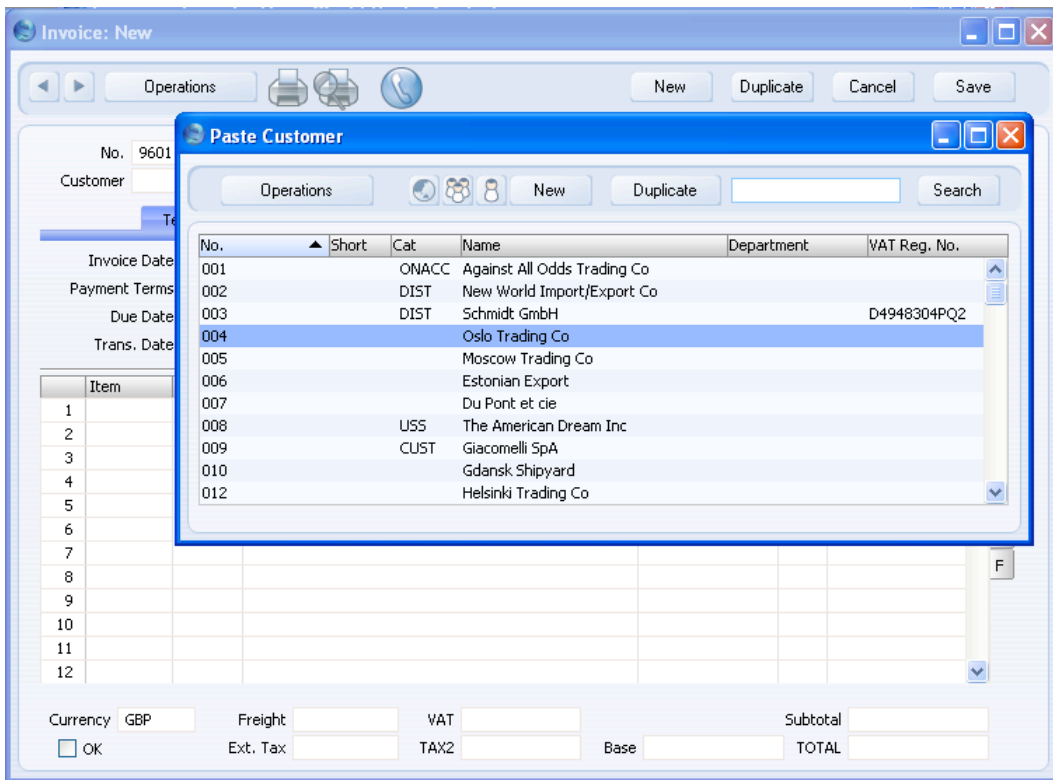 Invoice: New
Operations New Duplicate Cancel Save
Paste Customer
No. 9601
Customer
Operations New Duplicate Search
No. Short Cat Name Department VAT Reg. No.
Invoice Date
001 ONACC Against All Odds Trading Co
Payment Terms
002 DIST New World Import/Export Co
Due Date
003 DIST Schmidt GmbH D4948304PQ2
Trans. Date
004 Oslo Trading Co
005 Moscow Trading Co
Item
006 Estonian Export
1
007 Du Pont et cie
2
008 USS The American Dream Inc
3
009 CUST Giacomelli SpA
4
010 Gdansk Shipyard
5
012 Helsinki Trading Co
6
7
8 F
9
10
11
12
Currency GBP Freight VAT Subtotal
OK Ext. Tax TAX2 Base TOTAL